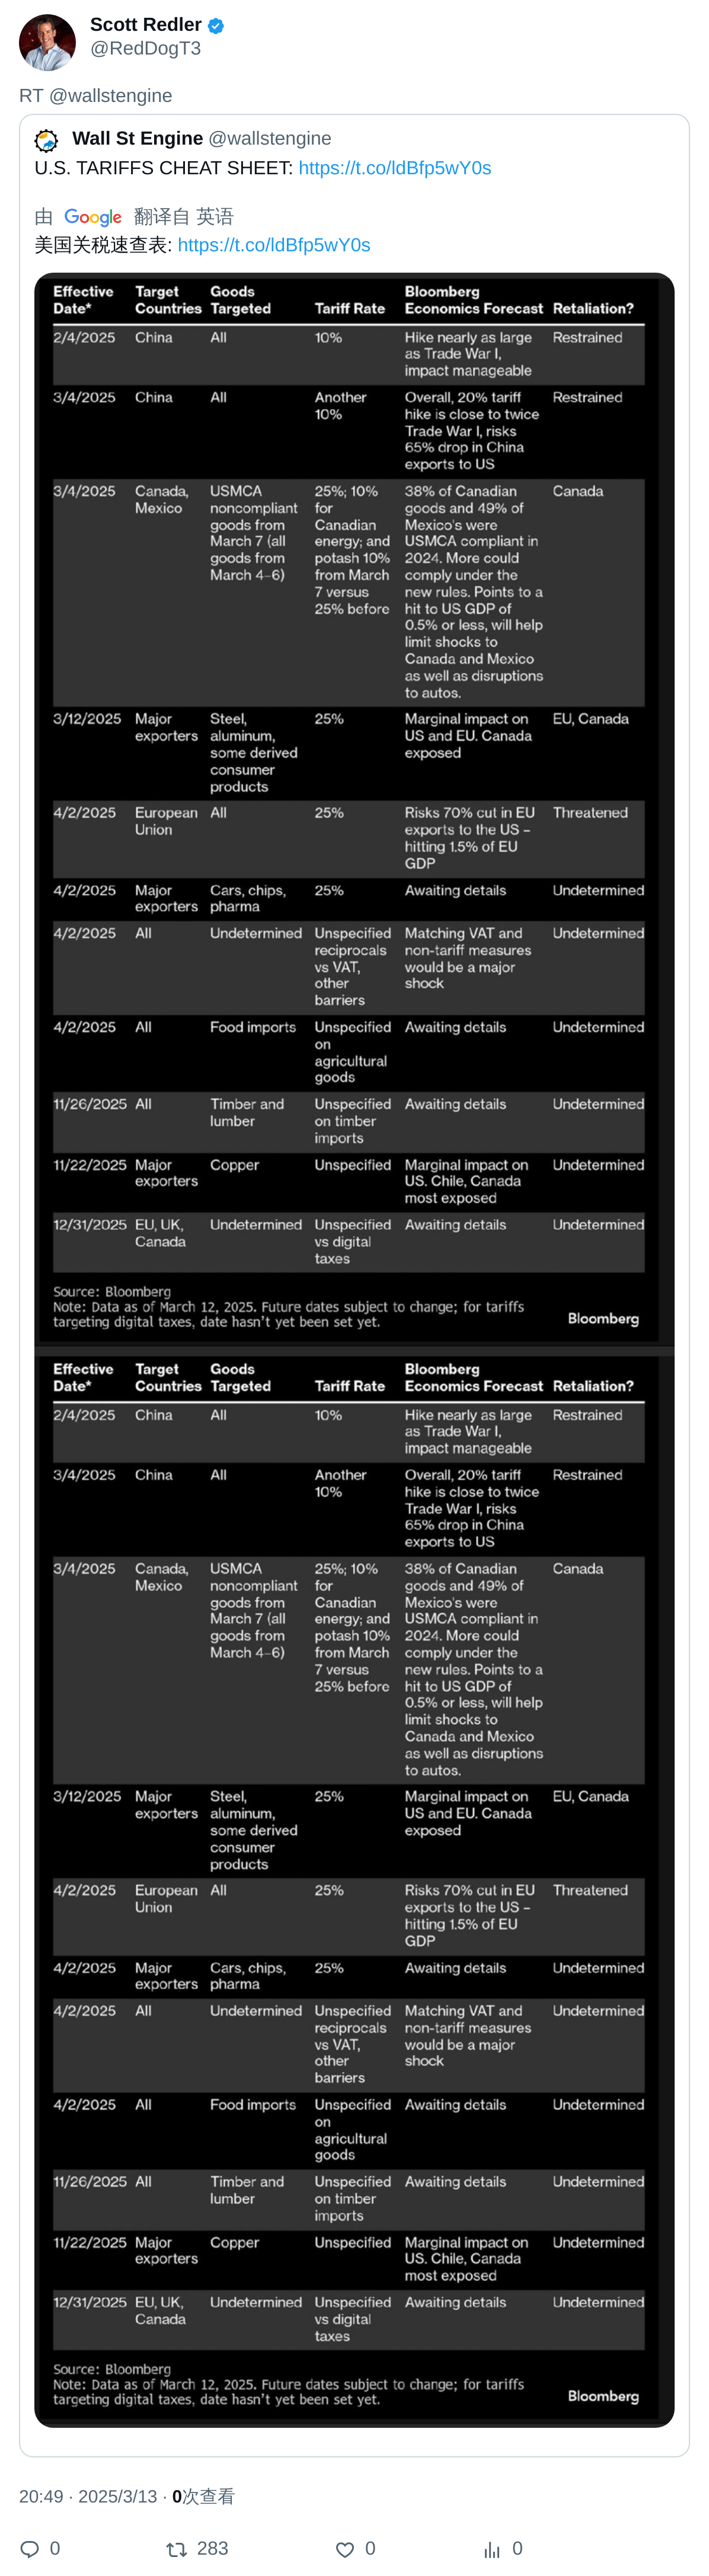 Scott Redler
@RedDogT3
RT @wallstengine
Wall St Engine @wallstengine
U.S. TARIFFS CHEAT SHEET: https://t.co/ldBfp5wY0s
由 Google 翻译自 英语
美国关税速查表: https://t.co/ldBfp5wY0s
Effective Target Goods Bloomberg
Date* Countries Targeted Tariff Rate Economics Forecast Retaliation?
2/4/2025 China All 10% Hike nearly as large Restrained
as Trade War I,
impact manageable
3/4/2025 China All Another Overall, 20% tariff Restrained
10% hike is close to twice
Trade War I, risks
65% drop in China
exports to US
3/4/2025 Canada, USMCA 25%; 10% 38% of Canadian Canada
Mexico noncompliant for goods and 49% of
goods from Canadian Mexico's were
March 7 (all energy; and USMCA compliant in
goods from potash 10% 2024. More could
March 4–6) from March comply under the
7 versus new rules. Points to a
25% before hit to US GDP of
0.5% or less, will help
limit shocks to
Canada and Mexico
as well as disruptions
to autos.
3/12/2025 Major Steel, 25% Marginal impact on EU, Canada
exporters aluminum, US and EU. Canada
some derived exposed
consumer
products
4/2/2025 European All 25% Risks 70% cut in EU Threatened
Union exports to the US –
hitting 1.5% of EU
GDP
4/2/2025 Major Cars, chips, 25% Awaiting details Undetermined
exporters pharma
4/2/2025 All Undetermined Unspecified Matching VAT and Undetermined
reciprocals non-tariff measures
vs VAT, would be a major
other shock
barriers
4/2/2025 All Food imports Unspecified Awaiting details Undetermined
on
agricultural
goods
11/26/2025 All Timber and Unspecified Awaiting details Undetermined
lumber on timber
imports
11/22/2025 Major Copper Unspecified Marginal impact on Undetermined
exporters US. Chile, Canada
most exposed
12/31/2025 EU, UK, Undetermined Unspecified Awaiting details Undetermined
Canada vs digital
taxes
Source: Bloomberg
Note: Data as of March 12, 2025. Future dates subject to change; for tariffs
targeting digital taxes, date hasn't yet been set yet. Bloomberg
Effective Target Goods Bloomberg
Date* Countries Targeted Tariff Rate Economics Forecast Retaliation?
2/4/2025 China All 10% Hike nearly as large Restrained
as Trade War I,
impact manageable
3/4/2025 China All Another Overall, 20% tariff Restrained
10% hike is close to twice
Trade War I, risks
65% drop in China
exports to US
3/4/2025 Canada, USMCA 25%; 10% 38% of Canadian Canada
Mexico noncompliant for goods and 49% of
goods from Canadian Mexico's were
March 7 (all energy; and USMCA compliant in
goods from potash 10% 2024. More could
March 4–6) from March comply under the
7 versus new rules. Points to a
25% before hit to US GDP of
0.5% or less, will help
limit shocks to
Canada and Mexico
as well as disruptions
to autos.
3/12/2025 Major Steel, 25% Marginal impact on EU, Canada
exporters aluminum, US and EU. Canada
some derived exposed
consumer
products
4/2/2025 European All 25% Risks 70% cut in EU Threatened
Union exports to the US –
hitting 1.5% of EU
GDP
4/2/2025 Major Cars, chips, 25% Awaiting details Undetermined
exporters pharma
4/2/2025 All Undetermined Unspecified Matching VAT and Undetermined
reciprocals non-tariff measures
vs VAT, would be a major
other shock
barriers
4/2/2025 All Food imports Unspecified Awaiting details Undetermined
on
agricultural
goods
11/26/2025 All Timber and Unspecified Awaiting details Undetermined
lumber on timber
imports
11/22/2025 Major Copper Unspecified Marginal impact on Undetermined
exporters US. Chile, Canada
most exposed
12/31/2025 EU, UK, Undetermined Unspecified Awaiting details Undetermined
Canada vs digital
taxes
Source: Bloomberg
Note: Data as of March 12, 2025. Future dates subject to change; for tariffs
targeting digital taxes, date hasn't yet been set yet. Bloomberg
20:49 · 2025/3/13 · 0次查看
0 283 0 0